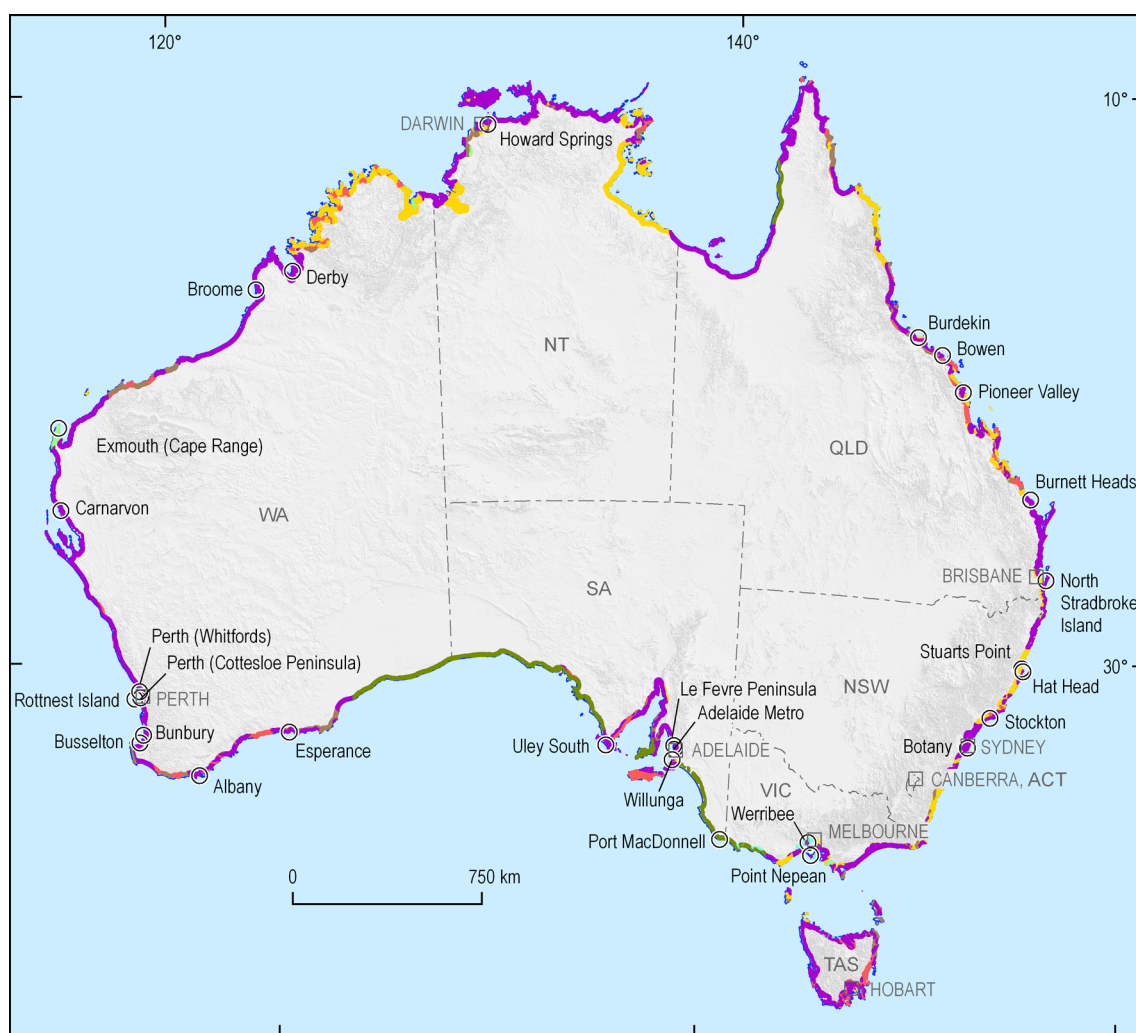 120°
140°
10°
DARWIN
Howard Springs
Derby
Broome
Burdekin
Bowen
NT
Pioneer Valley
Exmouth (Cape Range)
QLD
Burnett Heads
Carnarvon
WA
BRISBANE
North
Stradbroke
Island
SA
Perth (Whitfords)
Stuarts Point
Perth (Cottesloe Peninsula)
30°
Rottnest Island
PERTH
Le Fevre Peninsula
NSW
Hat Head
Adelaide Metro
Stockton
Bunbury
Busselton
Esperance
Uley South
ADELAIDE
Botany
SYDNEY
Albany
Willunga
VIC
CANBERRA, ACT
Werribee
Port MacDonnell
MELBOURNE
Point Nepean
0
750 km
TAS
HOBART